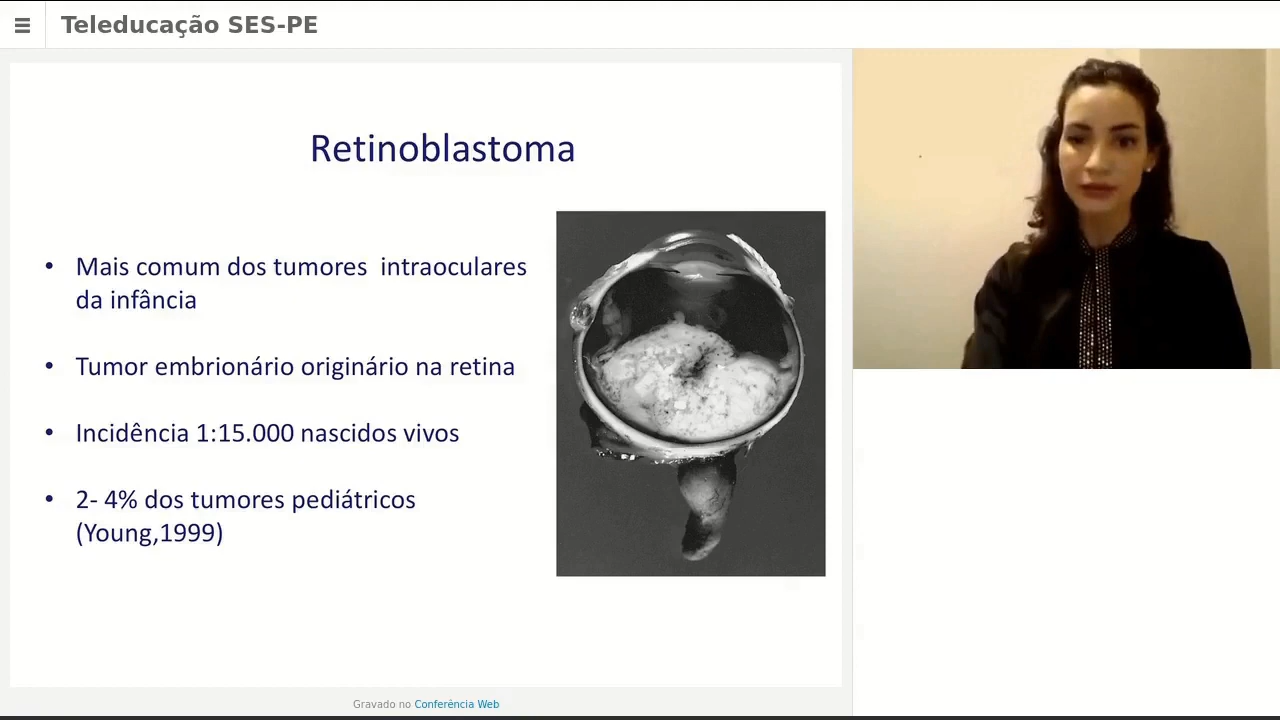 Teleducação SES-PE
Retinoblastoma
• Mais comum dos tumores  intraoculares
da infância
• Tumor embrionário originário na retina
• Incidência 1:15.000 nascidos vivos
• 2- 4% dos tumores pediátricos
(Young,1999)
Gravado no Conferência Web